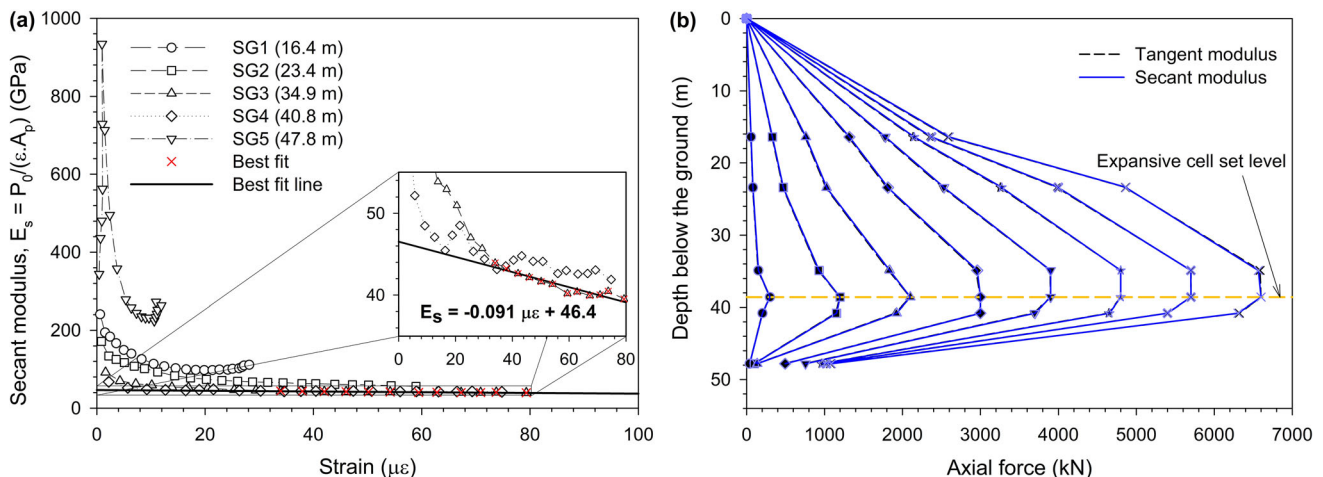 (a)
1000
800
600
400
200
0
Secant modulus, Es = P0/(ε.Ap) (GPa)
SG1 (16.4 m)
SG2 (23.4 m)
SG3 (34.9 m)
SG4 (40.8 m)
SG5 (47.8 m)
Best fit
Best fit line
50
45
40
Es = -0.091 με + 46.4
0 20 40 60 80
0 20 40 60 80 100
Strain (με)
(b)
0
10
20
30
40
50
Depth below the ground (m)
Tangent modulus
Secant modulus
Expansive cell set level
0 1000 2000 3000 4000 5000 6000 7000
Axial force (kN)